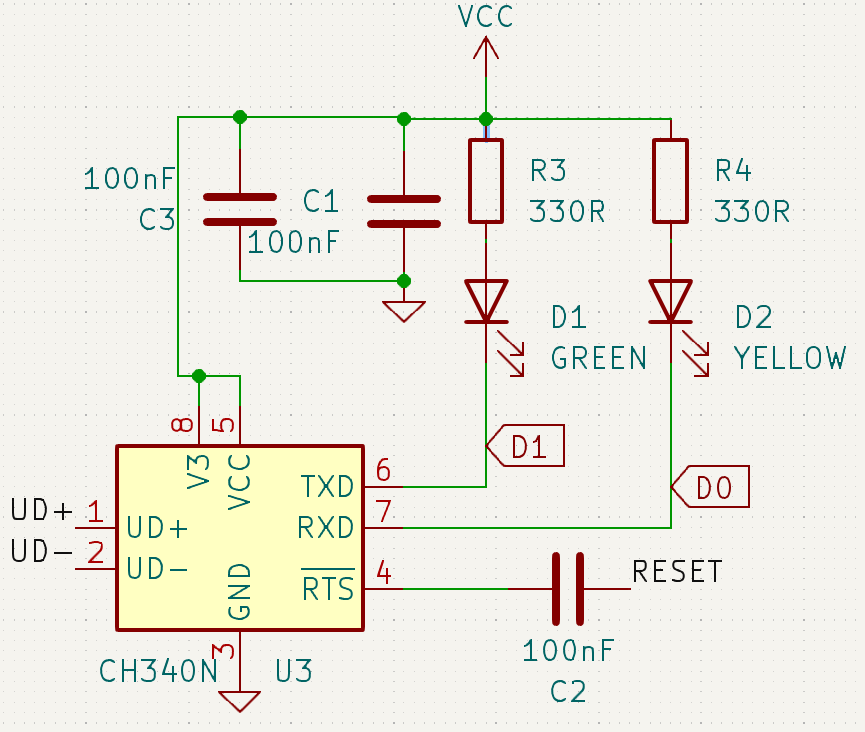 VCC
100nF
C3
C1
100nF
R3
330R
R4
330R
D1
GREEN
D2
YELLOW
D1
D0
8
5
V3
VCC
TXD
6
RXD
7
RTS
4
UD+
1
UD+
UD-
2
UD-
GND
3
CH340N
U3
RESET
100nF
C2